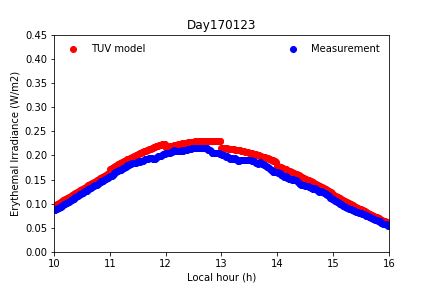 Day170123
0.45
TUV model
Measurement
0.40
0.35
0.30
0.25
0.20
0.15
0.10
0.05
0.00
Erythemal Irradiance (W/m2)
10 11 12 13 14 15 16
Local hour (h)